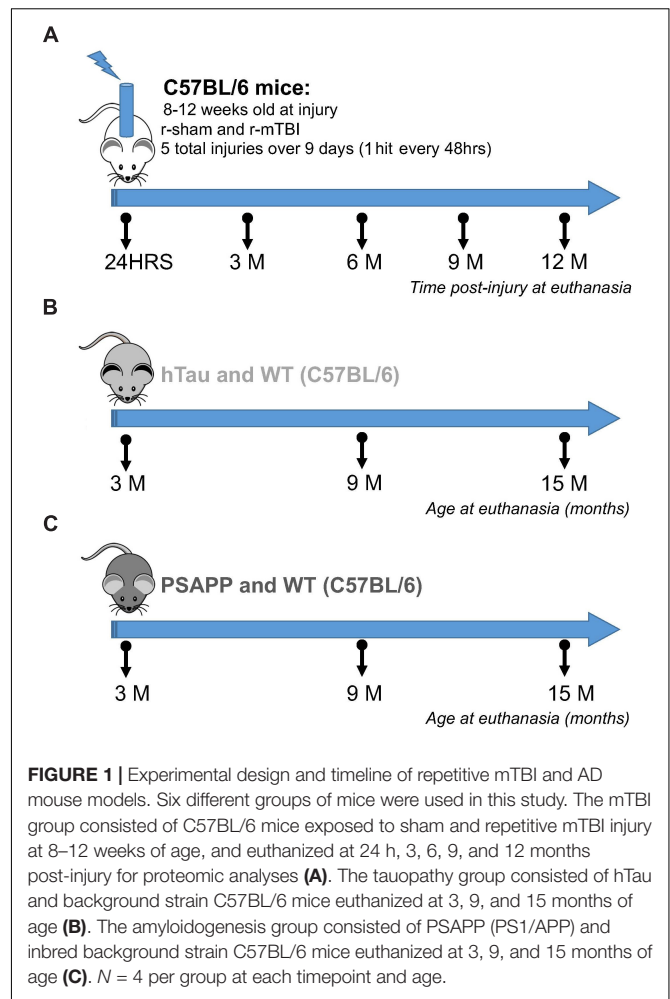 A
C57BL/6 mice:
8-12 weeks old at injury
r-sham and r-mTBI
5 total injuries over 9 days (1 hit every 48hrs)
24HRS 3 M 6 M 9 M 12 M
Time post-injury at euthanasia
B
hTau and WT (C57BL/6)
3 M 9 M 15 M
Age at euthanasia (months)
C
PSAPP and WT (C57BL/6)
3 M 9 M 15 M
Age at euthanasia (months)
FIGURE 1 | Experimental design and timeline of repetitive mTBI and AD
mouse models. Six different groups of mice were used in this study. The mTBI
group consisted of C57BL/6 mice exposed to sham and repetitive mTBI injury
at 8–12 weeks of age, and euthanized at 24 h, 3, 6, 9, and 12 months
post-injury for proteomic analyses (A). The tauopathy group consisted of hTau
and background strain C57BL/6 mice euthanized at 3, 9, and 15 months of
age (B). The amyloidogenesis group consisted of PSAPP (PS1/APP) and
inbred background strain C57BL/6 mice euthanized at 3, 9, and 15 months of
age (C). N = 4 per group at each timepoint and age.